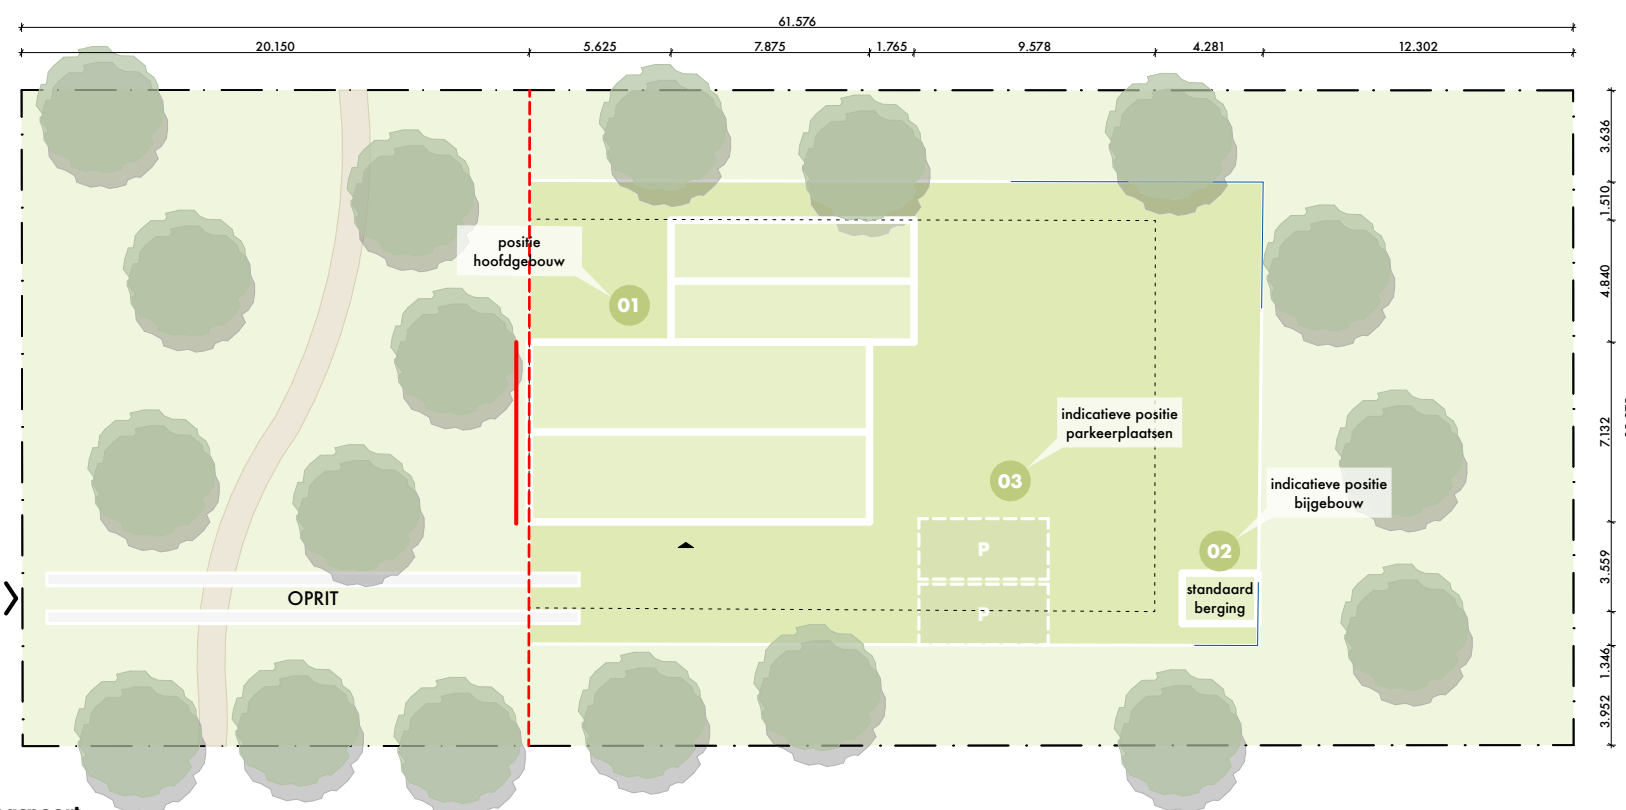 61.576
20.150
5.625
7.875
1.765
9.578
4.281
12.302
3.636
1.510
4.840
7.132
3.559
1.346
3.952
positie
hoofdgebouw
01
indicatieve positie
parkeerplaatsen
03
indicatieve positie
bijgebouw
02
P
P
standaard
berging
OPRIT